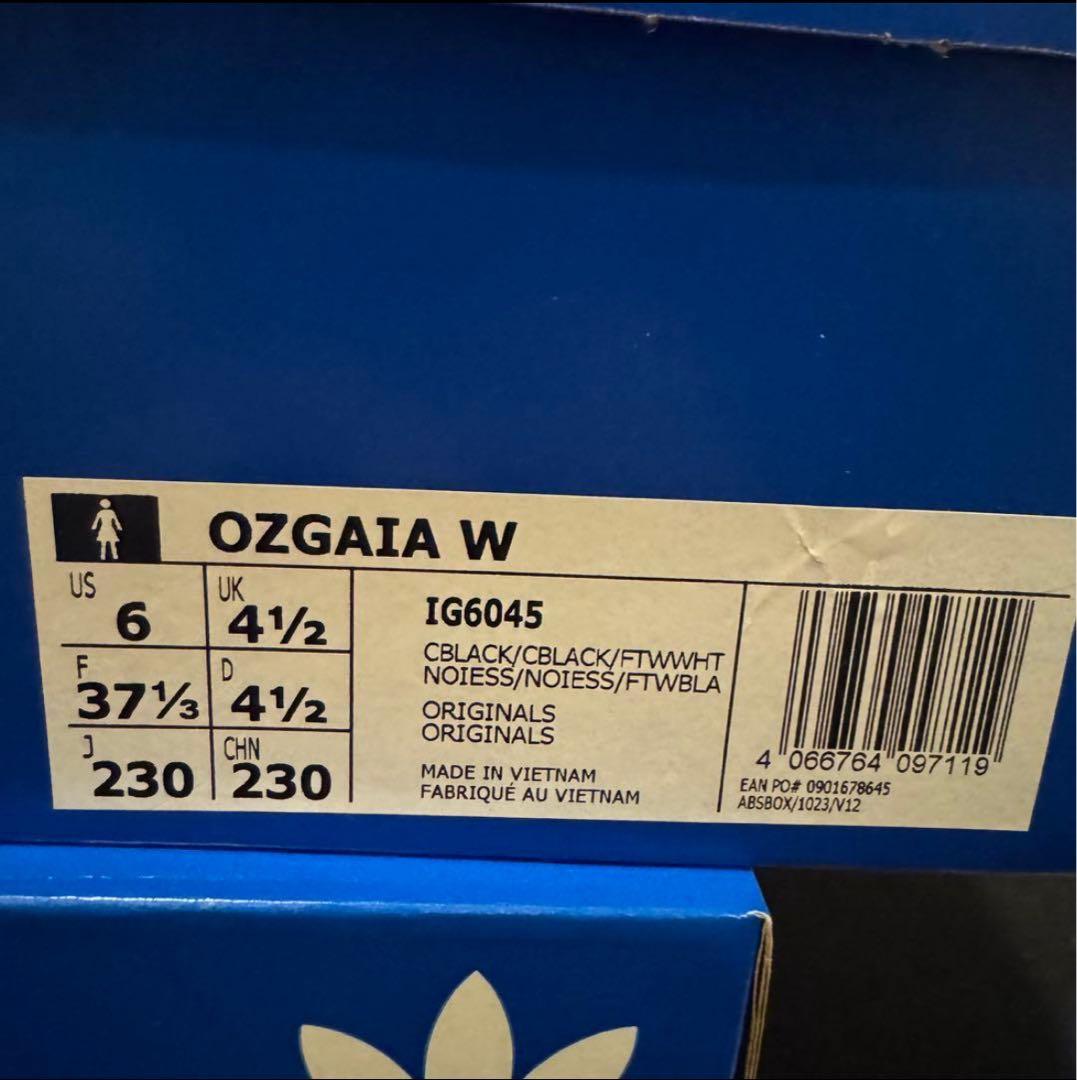 OZGAIA W
US
6
UK
4½
F
37⅓
D
4½
J
230
CHN
230
IG6045
CBLACK/CBLACK/FTWWHT
NOIESS/NOIESS/FTWBLA
ORIGINALS
ORIGINALS
MADE IN VIETNAM
FABRIQUÉ AU VIETNAM
4 066764 097119
EAN PO# 0901678645
ABSBOX/1023/V12